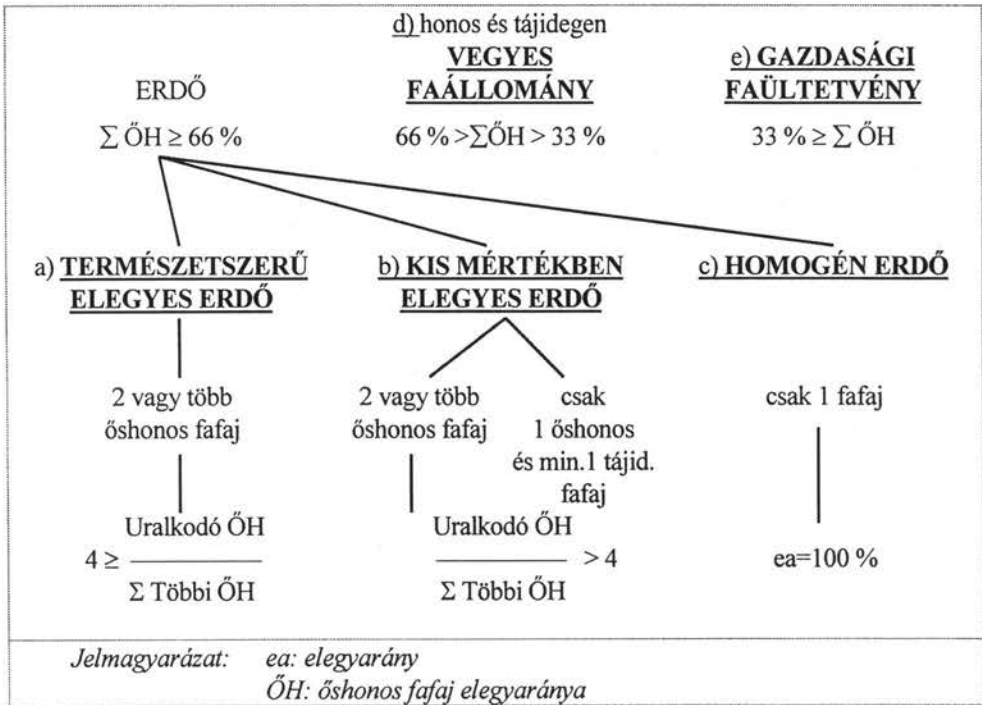 ERDŐ
∑ ŐH ≥ 66 %
d) honos és tájidegen
VEGYES
FAÁLLOMÁNY
66 % >∑ŐH > 33 %
e) GAZDASÁGI
FAÜLTETVÉNY
33 % ≥ ∑ ŐH
a) TERMÉSZETSZERŰ
ELEGYES ERDŐ
b) KIS MÉRTÉKBEN
ELEGYES ERDŐ
c) HOMOGÉN ERDŐ
2 vagy több
őshonos fafaj
2 vagy több
őshonos fafaj
csak
1 őshonos
és min.1 tájid.
fafaj
csak 1 fafaj
Uralkodó ŐH
4 ≥
Σ Többi ŐH
Uralkodó ŐH
> 4
Σ Többi ŐH
ea=100 %
Jelmagyarázat: ea: elegyarány
ŐH: őshonos fafaj elegyaránya